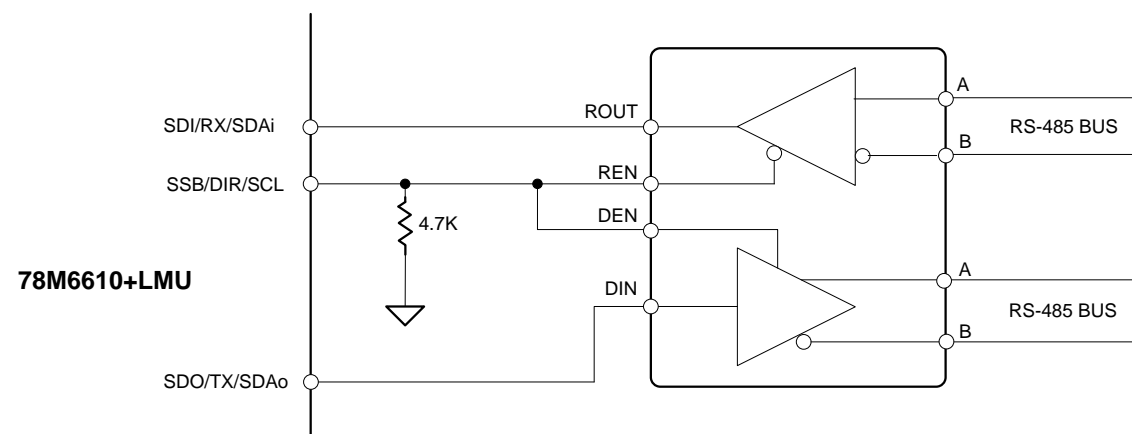 A
ROUT
SDI/RX/SDAi
RS-485 BUS
B
REN
SSB/DIR/SCL
DEN
4.7K
78M6610+LMU
A
DIN
RS-485 BUS
B
SDO/TX/SDAo